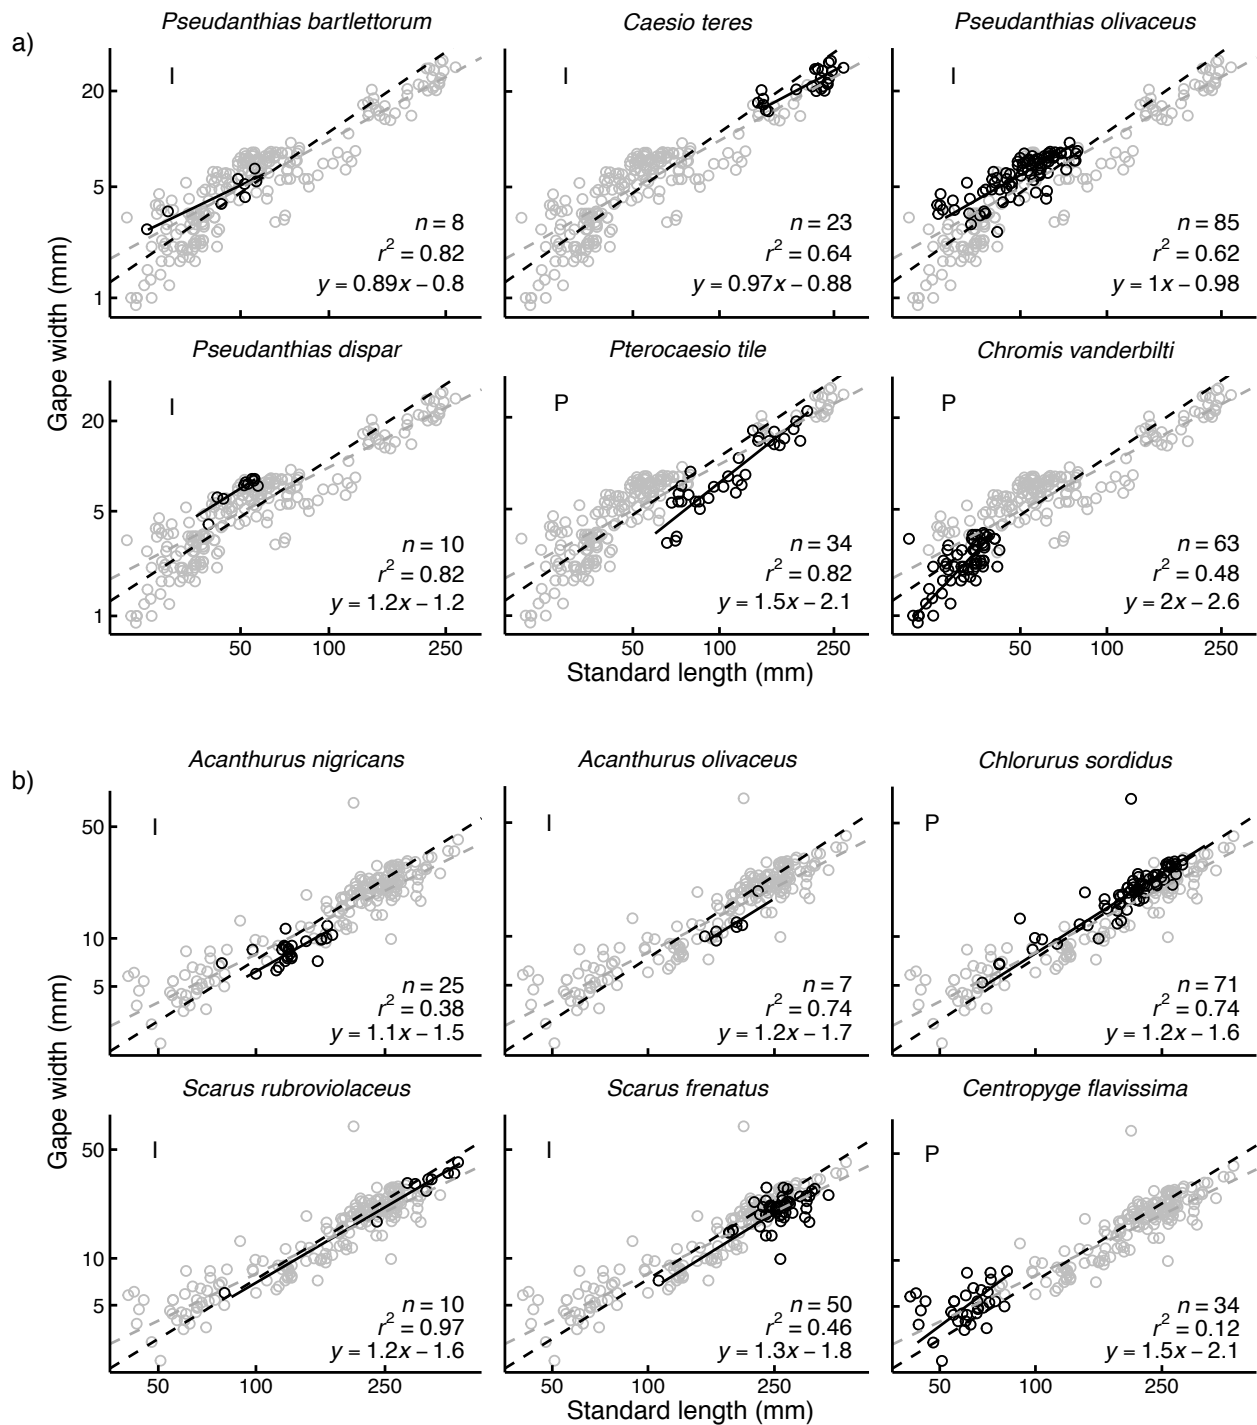 a)
Pseudanthias bartlettorum
Caesio teres
Pseudanthias olivaceus
I
I
I
20
5
1
n = 8
r² = 0.82
y = 0.89x − 0.8
n = 23
r² = 0.64
y = 0.97x − 0.88
n = 85
r² = 0.62
y = 1x − 0.98
Gape width (mm)
Pseudanthias dispar
Pterocaesio tile
Chromis vanderbilti
I
P
P
20
5
1
n = 10
r² = 0.82
y = 1.2x − 1.2
n = 34
r² = 0.82
y = 1.5x − 2.1
n = 63
r² = 0.48
y = 2x − 2.6
50 100 250
50 100 250
50 100 250
Standard length (mm)
b)
Acanthurus nigricans
Acanthurus olivaceus
Chlorurus sordidus
I
I
P
50
10
5
n = 25
r² = 0.38
y = 1.1x − 1.5
n = 7
r² = 0.74
y = 1.2x − 1.7
n = 71
r² = 0.74
y = 1.2x − 1.6
Gape width (mm)
Scarus rubroviolaceus
Scarus frenatus
Centropyge flavissima
I
I
P
50
10
5
n = 10
r² = 0.97
y = 1.2x − 1.6
n = 50
r² = 0.46
y = 1.3x − 1.8
n = 34
r² = 0.12
y = 1.5x − 2.1
50 100 250
50 100 250
50 100 250
Standard length (mm)